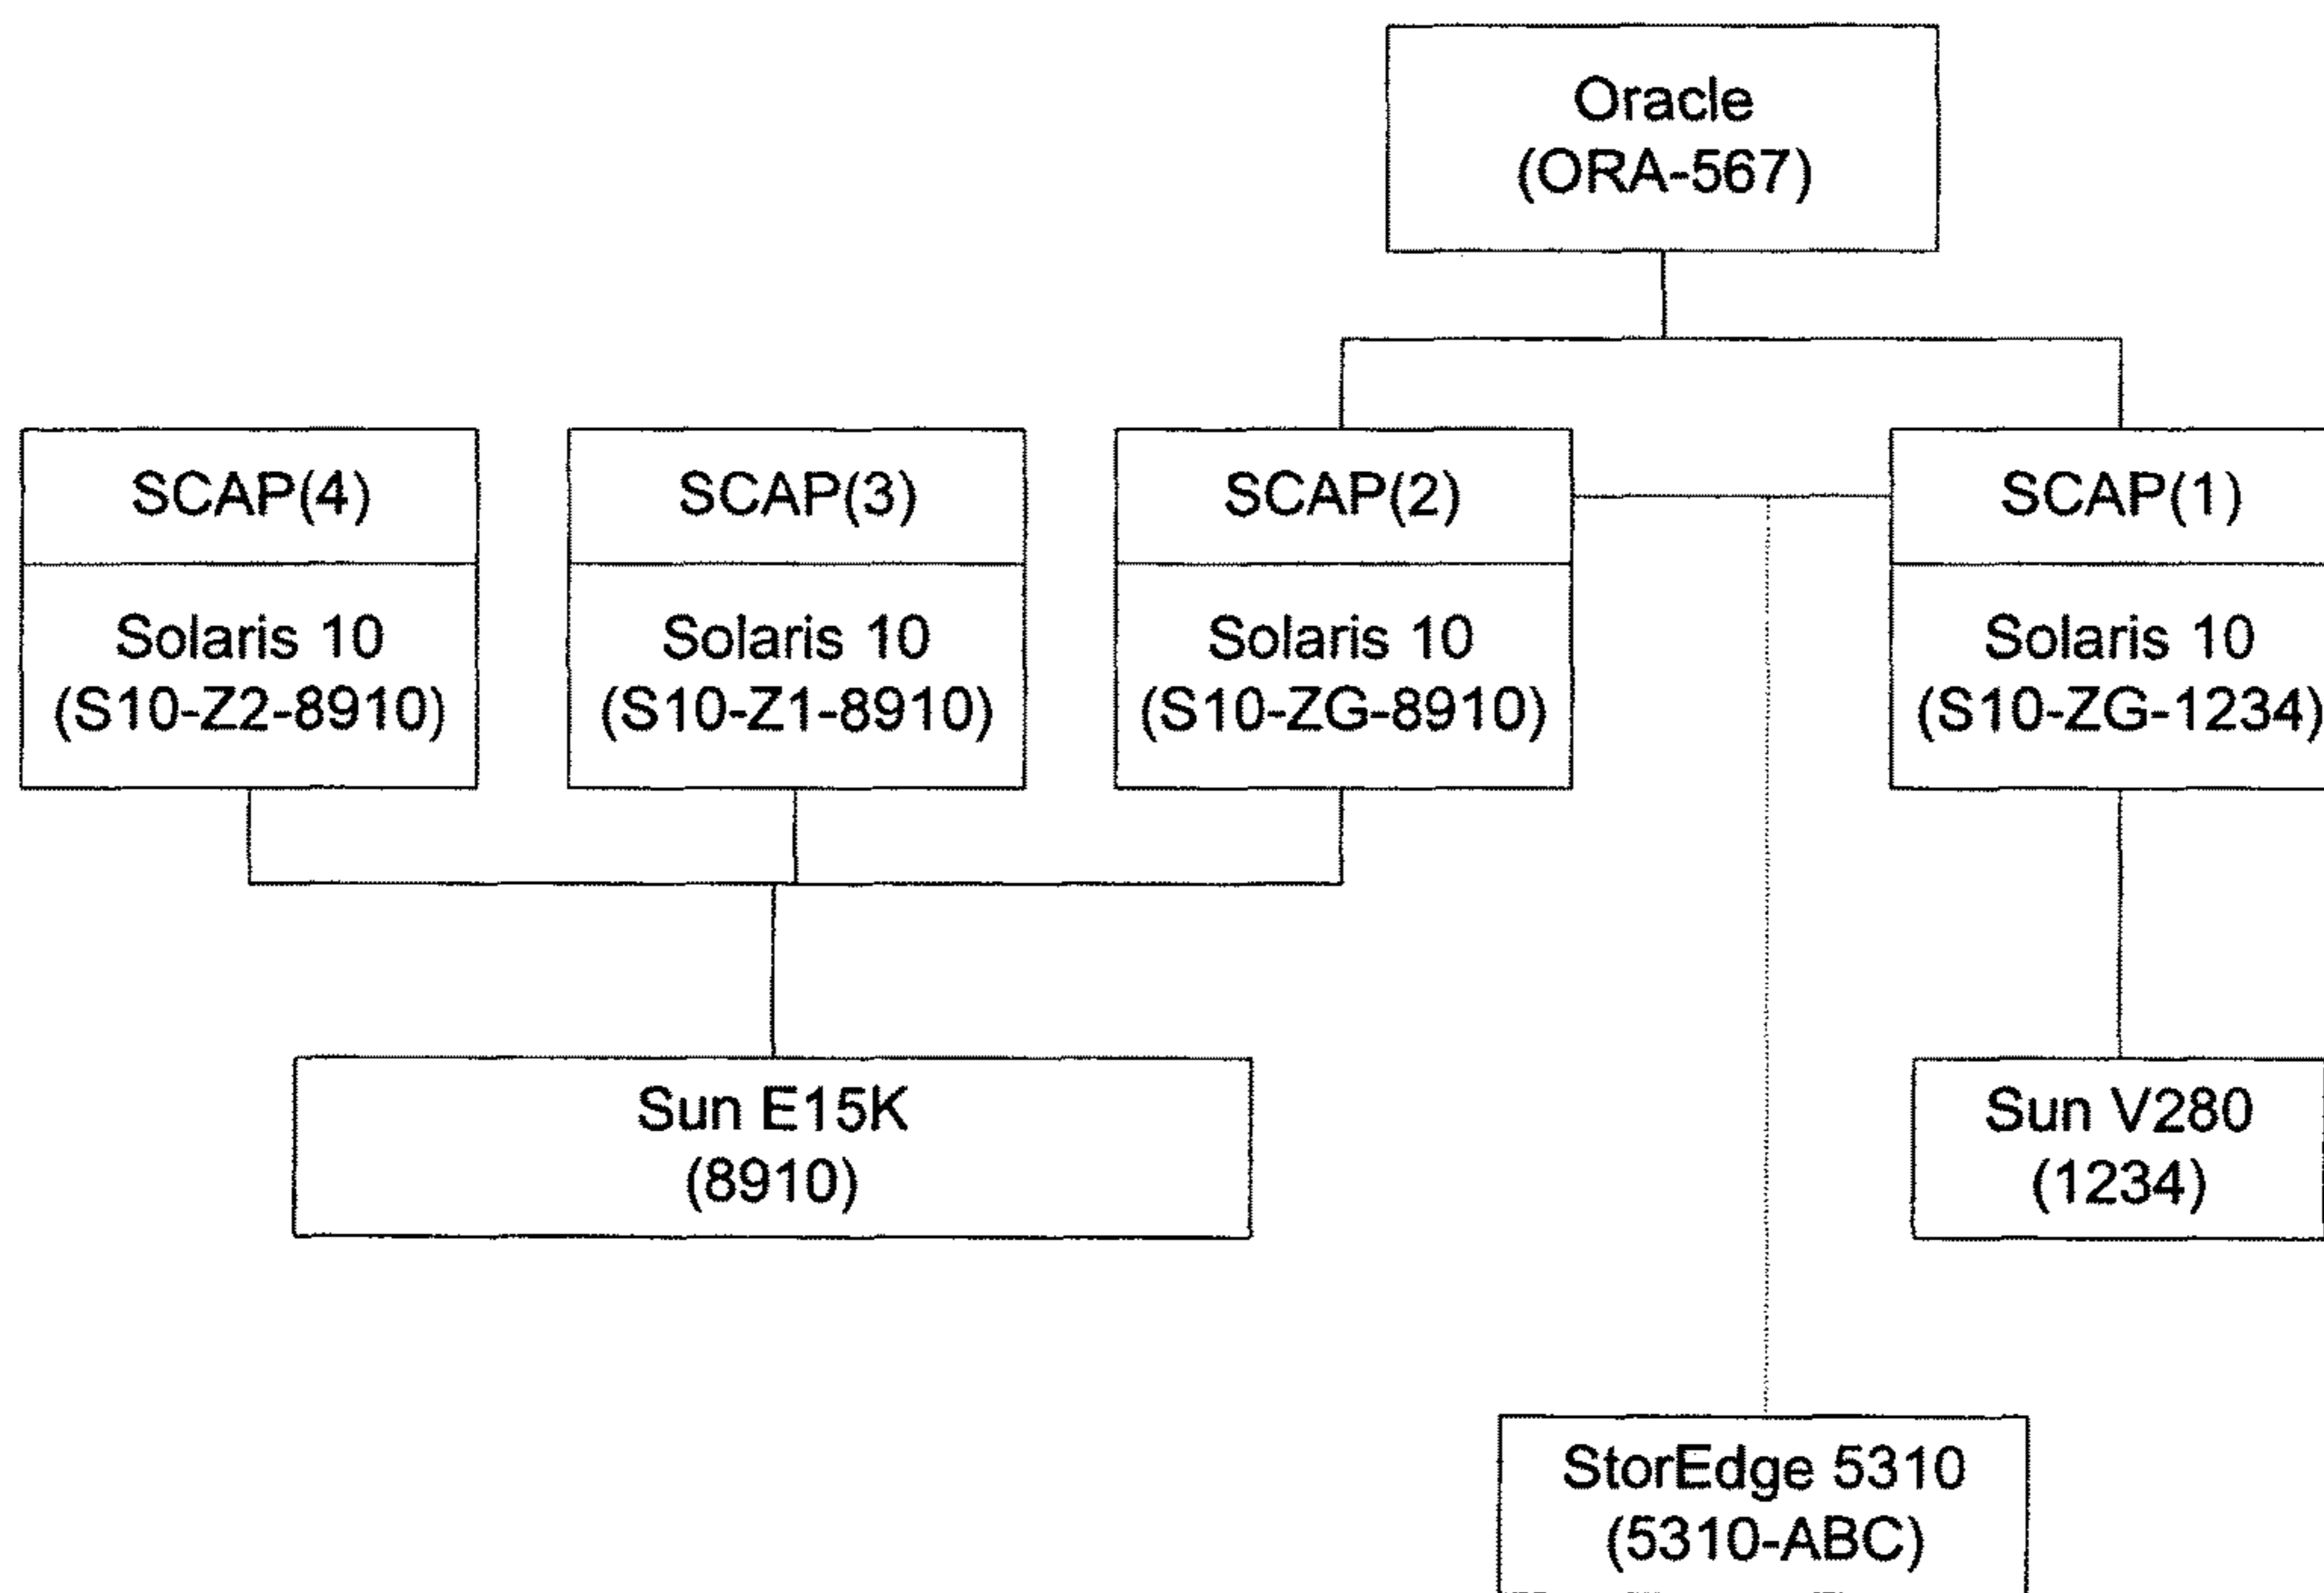 Oracle
(ORA-567)
SCAP(4)
SCAP(3)
SCAP(2)
SCAP(1)
Solaris 10
(S10-Z2-8910)
Solaris 10
(S10-Z1-8910)
Solaris 10
(S10-ZG-8910)
Solaris 10
(S10-ZG-1234)
Sun E15K
(8910)
Sun V280
(1234)
StorEdge 5310
(5310-ABC)